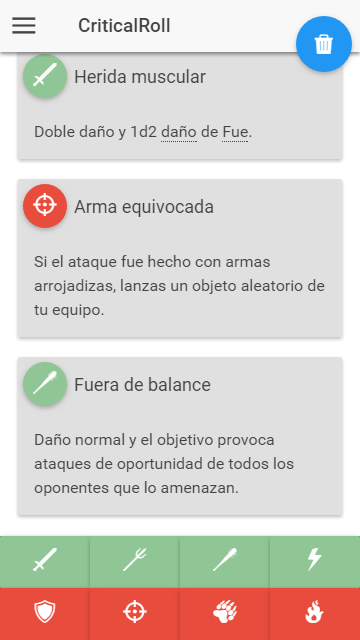 CriticalRoll
Herida muscular
Doble daño y 1d2 daño de Fue.
Arma equivocada
Si el ataque fue hecho con armas
arrojadizas, lanzas un objeto aleatorio de
tu equipo.
Fuera de balance
Daño normal y el objetivo provoca
ataques de oportunidad de todos los
oponentes que lo amenazan.